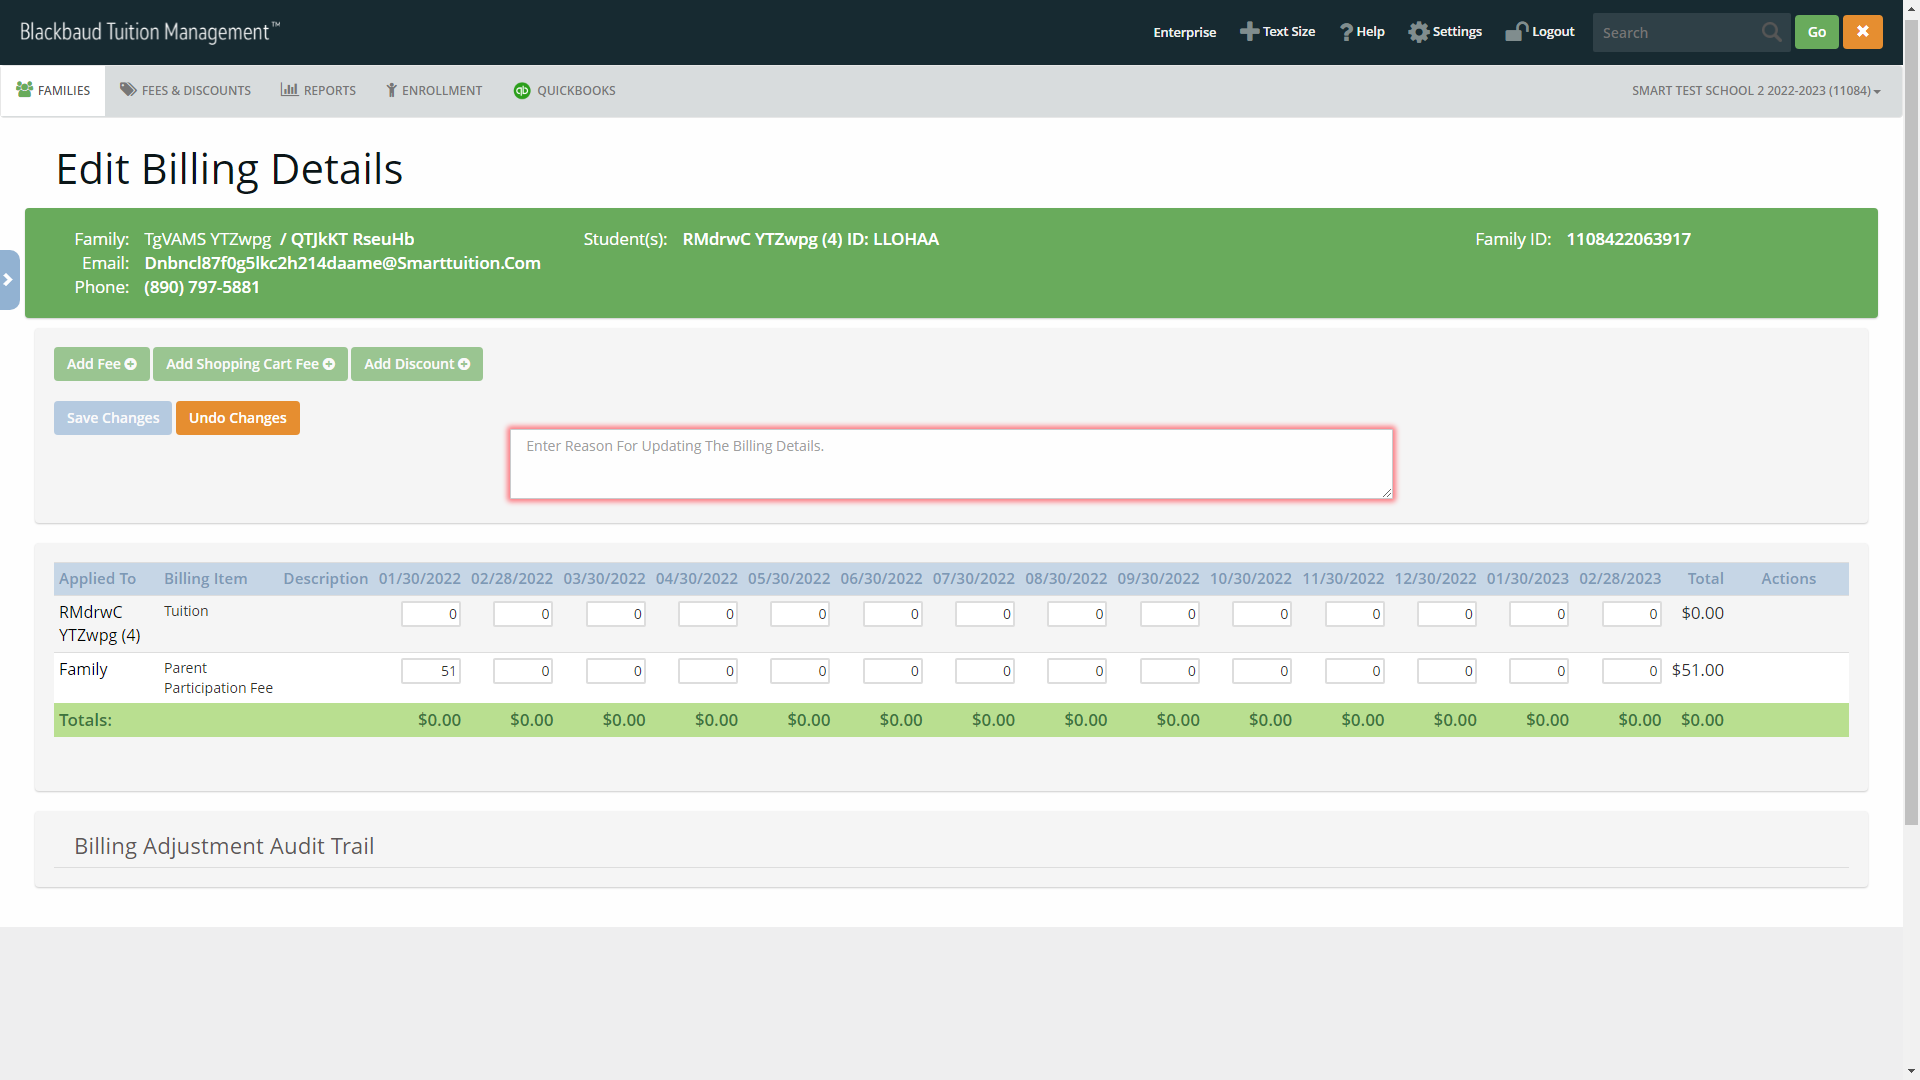 Blackbaud Tuition Management™
Enterprise Text Size Help Settings Logout Search Go
FAMILIES FEES & DISCOUNTS REPORTS ENROLLMENT qb QUICKBOOKS SMART TEST SCHOOL 2 2022-2023 (11084)
Edit Billing Details
Family: TgVAMS YTZwpg / QTJkKT RseuHb Student(s): RMdrwC YTZwpg (4) ID: LLOHAA Family ID: 1108422063917
Email: Dnbncl87f0g5lkc2h214daame@Smarttuition.Com
Phone: (890) 797-5881
Add Fee Add Shopping Cart Fee Add Discount
Save Changes Undo Changes
Enter Reason For Updating The Billing Details.
Applied To Billing Item Description 01/30/2022 02/28/2022 03/30/2022 04/30/2022 05/30/2022 06/30/2022 07/30/2022 08/30/2022 09/30/2022 10/30/2022 11/30/2022 12/30/2022 01/30/2023 02/28/2023 Total Actions
RMdrwC Tuition 0 0 0 0 0 0 0 0 0 0 0 0 0 0 $0.00
YTZwpg (4)
Family Parent 51 0 0 0 0 0 0 0 0 0 0 0 0 0 $51.00
Participation Fee
Totals: $0.00 $0.00 $0.00 $0.00 $0.00 $0.00 $0.00 $0.00 $0.00 $0.00 $0.00 $0.00 $0.00 $0.00 $0.00
Billing Adjustment Audit Trail